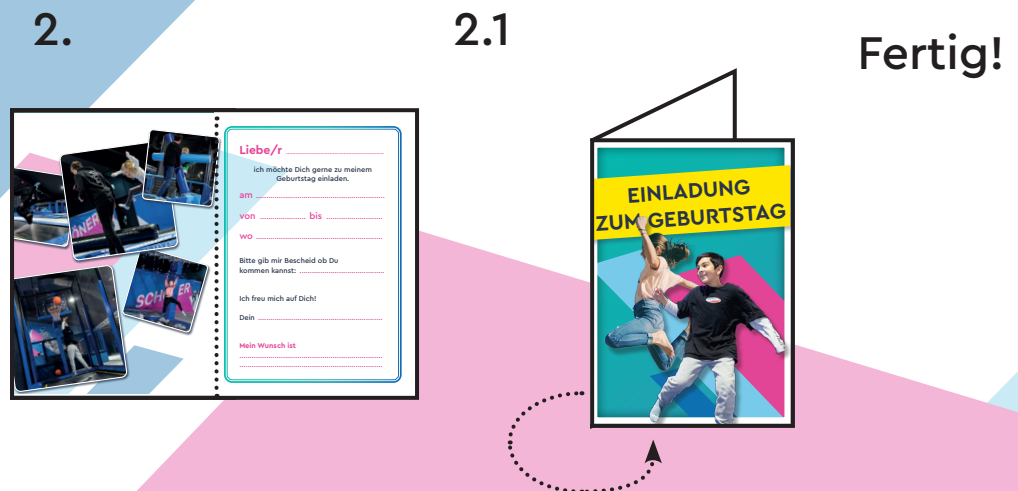 2.
2.1
Fertig!
Liebe/r
ich möchte Dich gerne zu meinem
Geburtstag einladen.
am
von bis
wo
Bitte gib mir Bescheid ob Du
kommen kannst:
Ich freu mich auf Dich!
Dein
Mein Wunsch ist
EINLADUNG
ZUM GEBURTSTAG